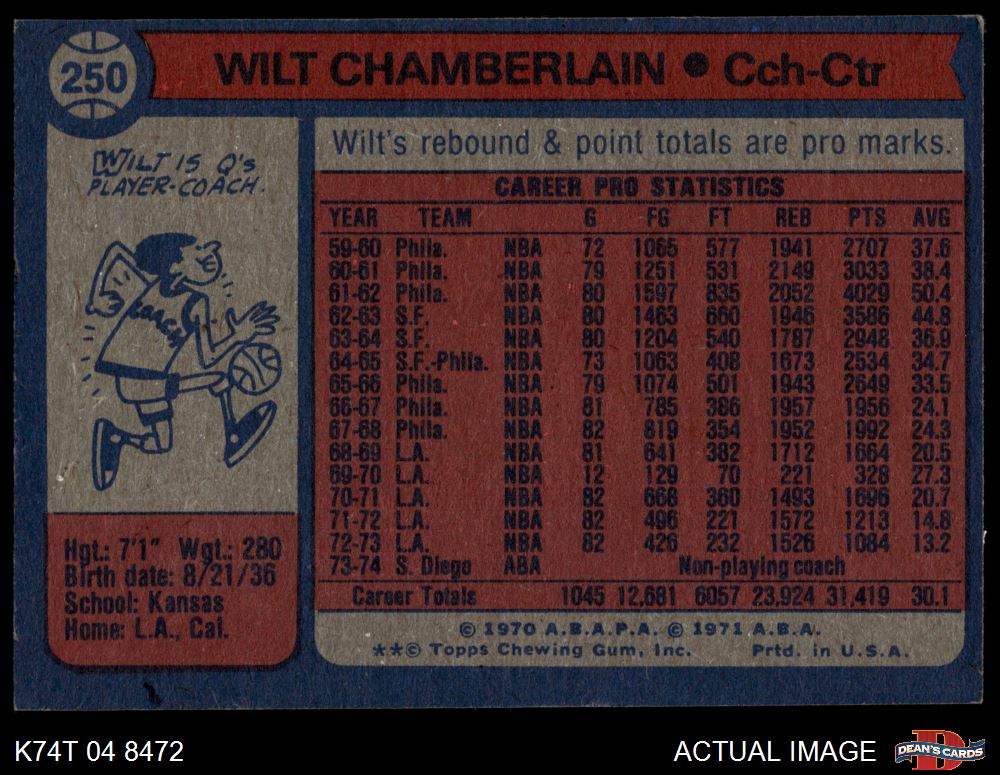 250
WILT CHAMBERLAIN ● Cch-Ctr
WILT IS Q's
PLAYER-COACH.
COACH
Hgt.: 7'1" Wgt.: 280
Birth date: 8/21/36
School: Kansas
Home: L.A., Cal.
Wilt's rebound & point totals are pro marks.
CAREER PRO STATISTICS
YEAR TEAM G FG FT REB PTS AVG
59-60 Phila. NBA 72 1065 577 1941 2707 37.6
60-61 Phila. NBA 79 1251 531 2149 3033 38.4
61-62 Phila. NBA 80 1597 835 2052 4029 50.4
62-63 S.F. NBA 80 1463 660 1946 3586 44.8
63-64 S.F. NBA 80 1204 540 1787 2948 36.9
64-65 S.F.-Phila. NBA 73 1063 408 1673 2534 34.7
65-66 Phila. NBA 79 1074 501 1943 2649 33.5
66-67 Phila. NBA 81 785 386 1957 1956 24.1
67-68 Phila. NBA 82 819 354 1952 1992 24.3
68-69 L.A. NBA 81 641 382 1712 1664 20.5
69-70 L.A. NBA 12 129 70 221 328 27.3
70-71 L.A. NBA 82 668 360 1493 1696 20.7
71-72 L.A. NBA 82 496 221 1572 1213 14.8
72-73 L.A. NBA 82 426 232 1526 1084 13.2
73-74 S. Diego ABA Non-playing coach
Career Totals 1045 12,681 6057 23,924 31,419 30.1
© 1970 A.B.A.P.A. © 1971 A.B.A.
**© Topps Chewing Gum, Inc. Prtd. in U.S.A.
K74T 04 8472
ACTUAL IMAGE
DEAN'S CARDS